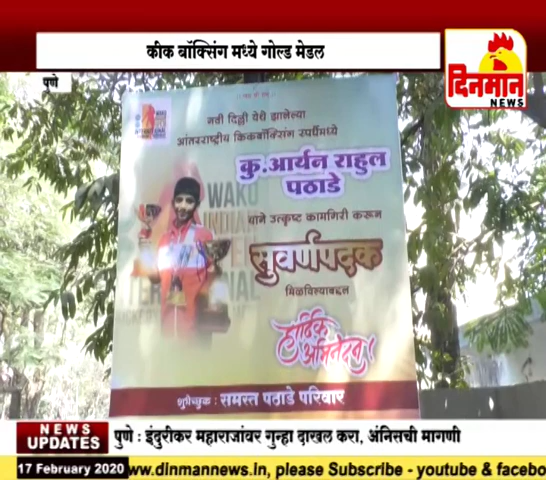 कीक बॉक्सिंग मध्ये गोल्ड मेडल
दिनमान
NEWS
पुणे
नवी दिल्ली येथे झालेल्या
आंतरराष्ट्रीय किकबॉक्सिंग स्पर्धेमध्ये
कु. आर्यन राहुल
पठाडे
याने उत्कृष्ट कामगिरी करून
सुवर्णपदक
मिळविल्याबद्दल
हार्दिक
अभिनंदन!
WAKO
INDIAN
शुभेच्छुक : समस्त पठाडे परिवार
NEWS
UPDATES
पुणे : इंदुरीकर महाराजांवर गुन्हा दाखल करा, अंनिसची मागणी
17 February 2020
www.dinmannews.in, please Subscribe - youtube & facebo